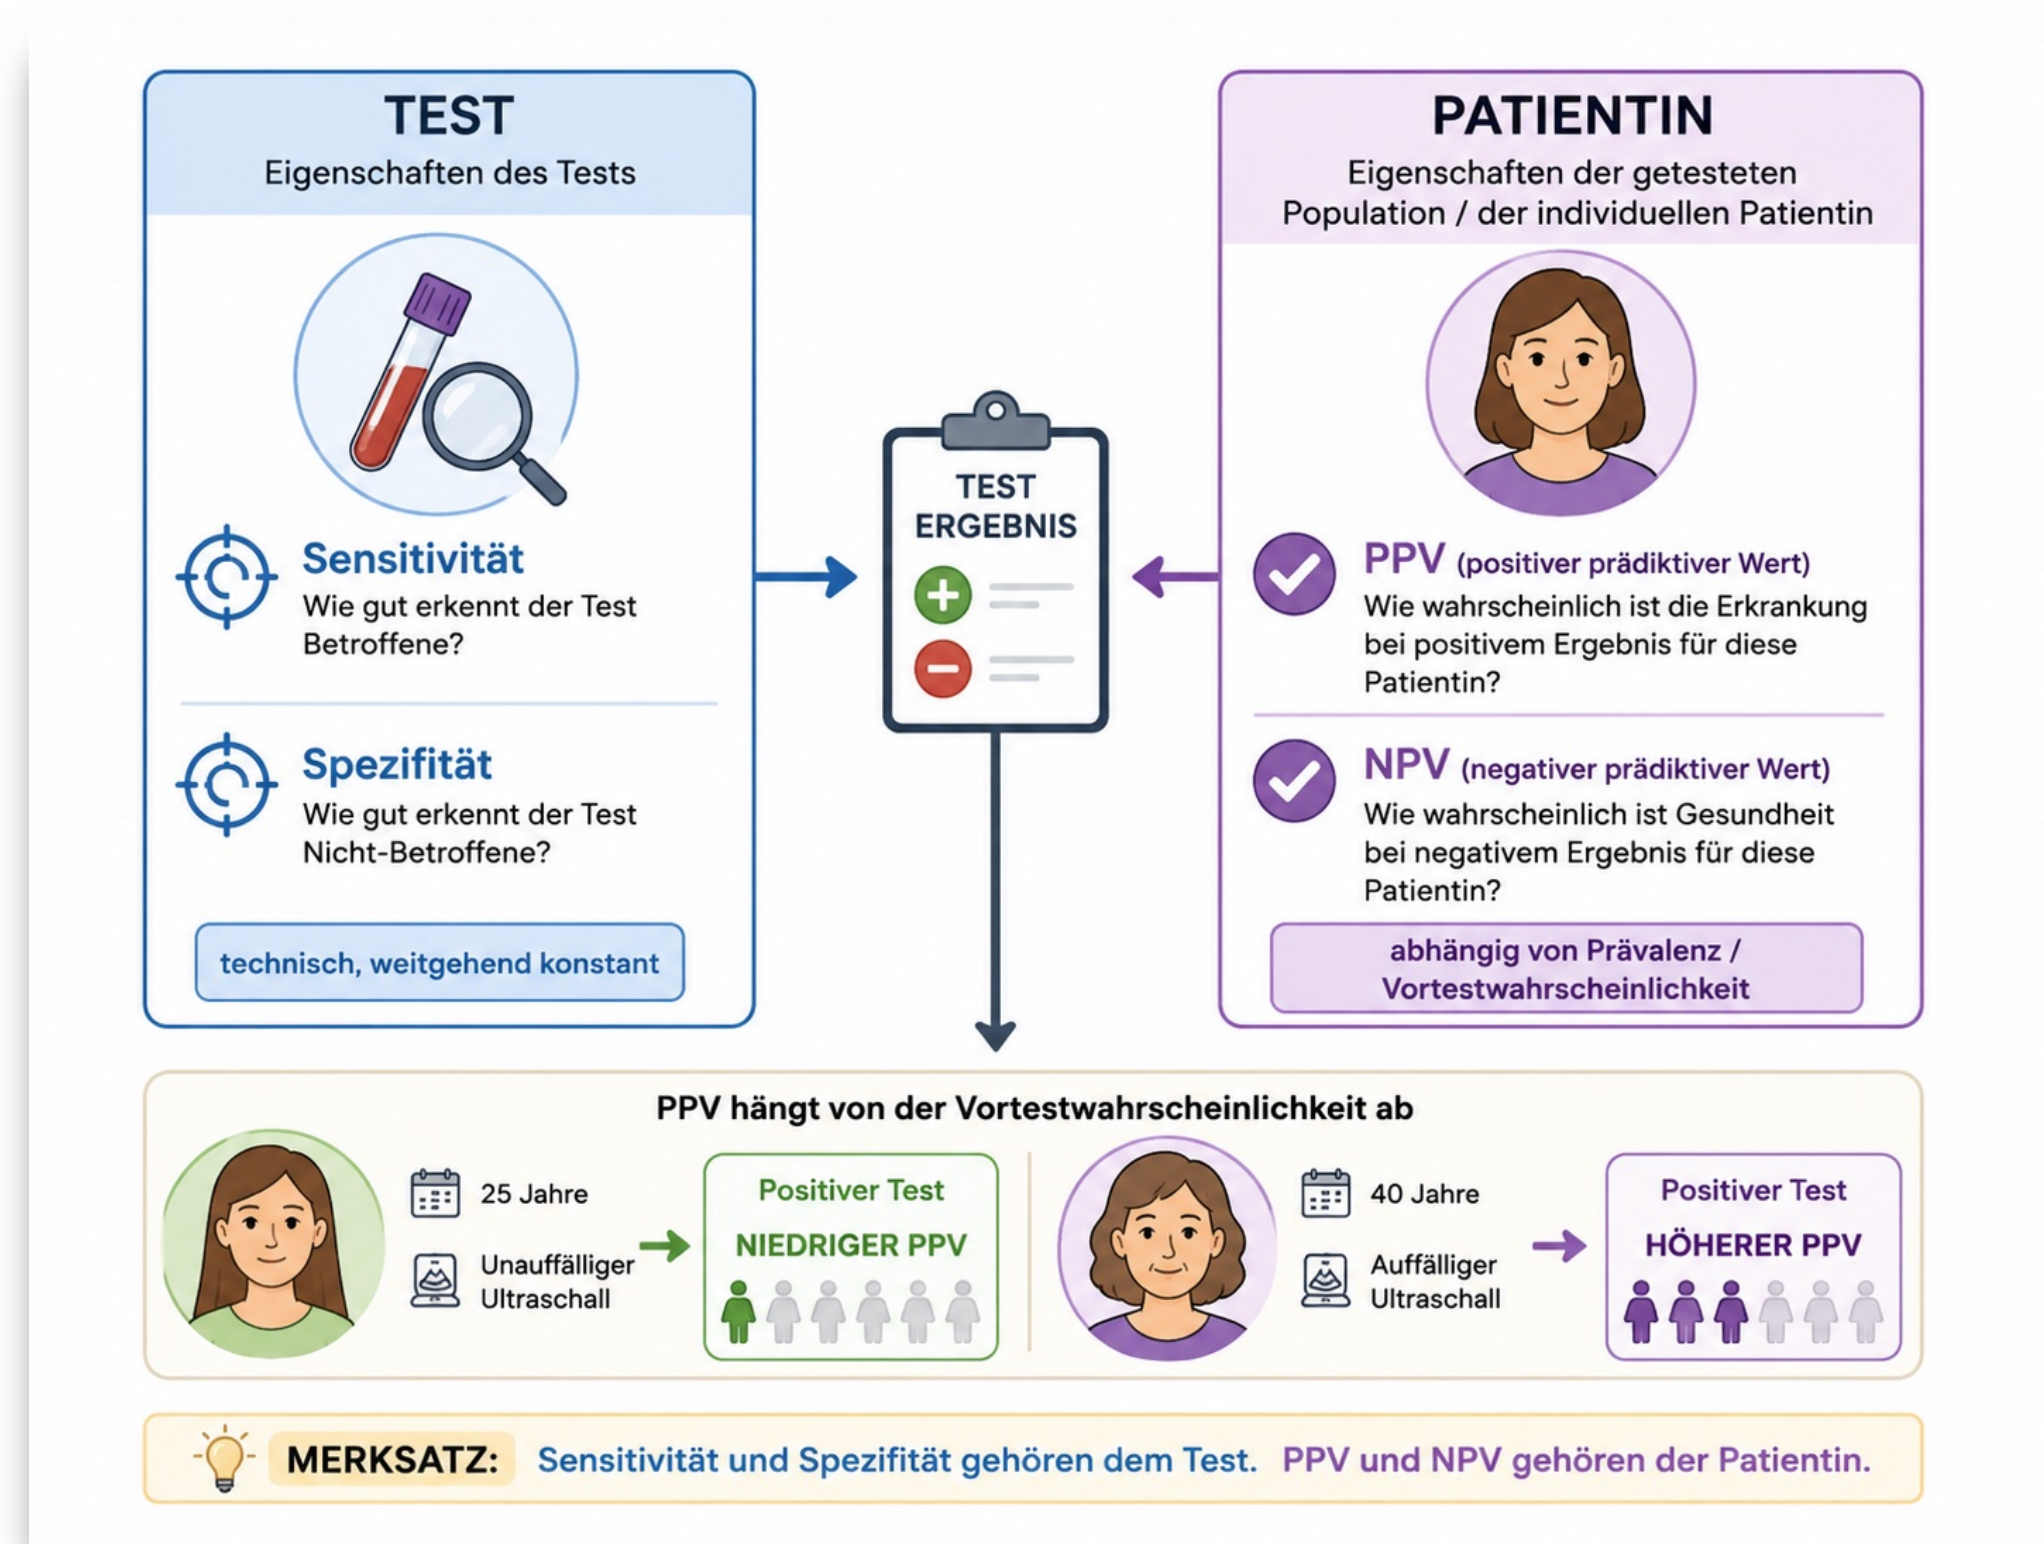 TEST
Eigenschaften des Tests
Sensitivität
Wie gut erkennt der Test
Betroffene?
Spezifität
Wie gut erkennt der Test
Nicht-Betroffene?
technisch, weitgehend konstant
TEST
ERGEBNIS
PATIENTIN
Eigenschaften der getesteten
Population / der individuellen Patientin
PPV (positiver prädiktiver Wert)
Wie wahrscheinlich ist die Erkrankung
bei positivem Ergebnis für diese
Patientin?
NPV (negativer prädiktiver Wert)
Wie wahrscheinlich ist Gesundheit
bei negativem Ergebnis für diese
Patientin?
abhängig von Prävalenz /
Vortestwahrscheinlichkeit
PPV hängt von der Vortestwahrscheinlichkeit ab
25 Jahre
Unauffälliger
Ultraschall
Positiver Test
NIEDRIGER PPV
40 Jahre
Auffälliger
Ultraschall
Positiver Test
HÖHERER PPV
MERKSATZ: Sensitivität und Spezifität gehören dem Test. PPV und NPV gehören der Patientin.